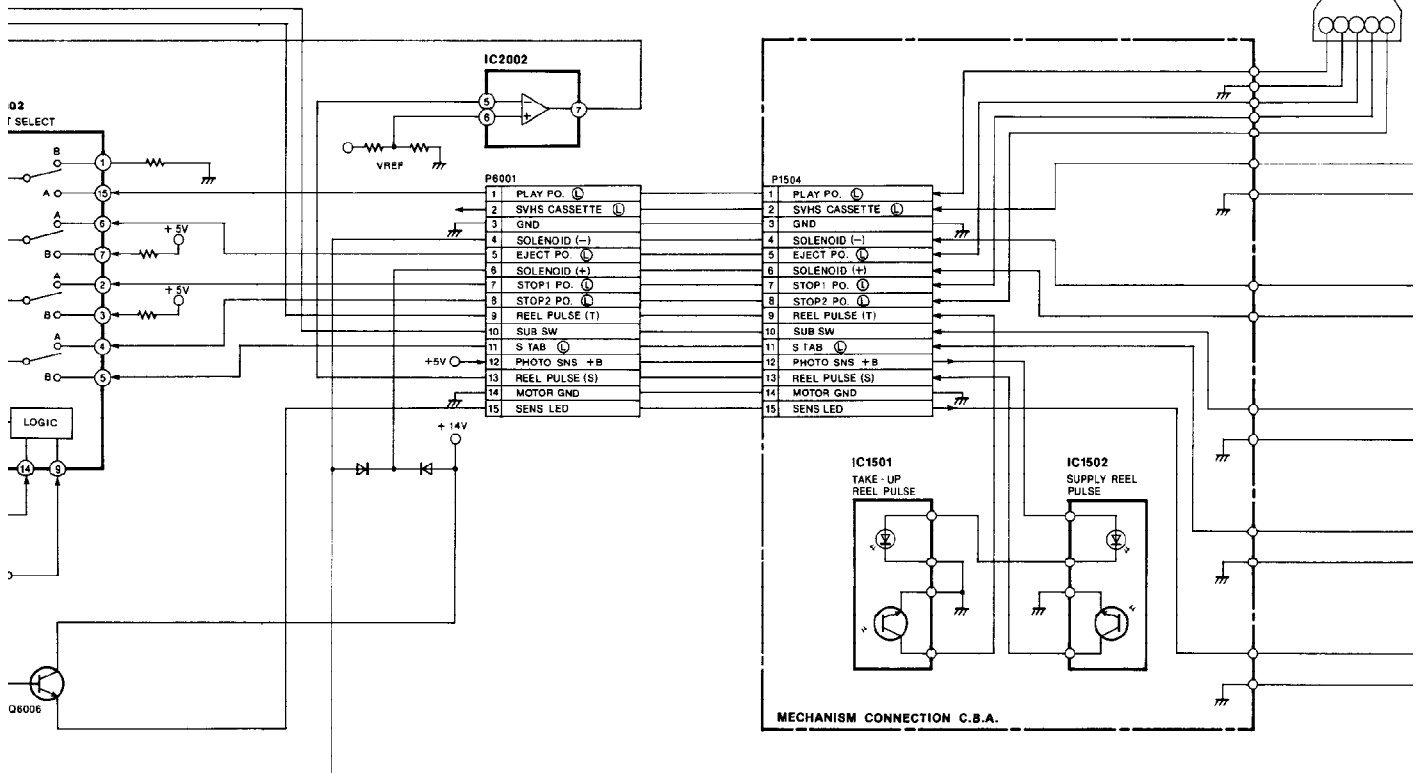 IC2002
5
6
7
VREF
02
T SELECT
B
1
A
15
A
6
+ 5V
B
7
A
2
+ 5V
B
3
A
4
B
5
LOGIC
14
9
Q6006
P6001
1 PLAY PO. Ⓛ
2 SVHS CASSETTE Ⓛ
3 GND
4 SOLENOID (−)
5 EJECT PO. Ⓛ
6 SOLENOID (+)
7 STOP1 PO. Ⓛ
8 STOP2 PO. Ⓛ
9 REEL PULSE (T)
10 SUB SW
11 S TAB Ⓛ
+5V
12 PHOTO SNS +B
13 REEL PULSE (S)
14 MOTOR GND
15 SENS LED
+ 14V
P1504
1 PLAY PO. Ⓛ
2 SVHS CASSETTE Ⓛ
3 GND
4 SOLENOID (−)
5 EJECT PO. Ⓛ
6 SOLENOID (+)
7 STOP1 PO. Ⓛ
8 STOP2 PO. Ⓛ
9 REEL PULSE (T)
10 SUB SW
11 S TAB Ⓛ
12 PHOTO SNS +B
13 REEL PULSE (S)
14 MOTOR GND
15 SENS LED
IC1501
TAKE - UP
REEL PULSE
IC1502
SUPPLY REEL
PULSE
MECHANISM CONNECTION C.B.A.